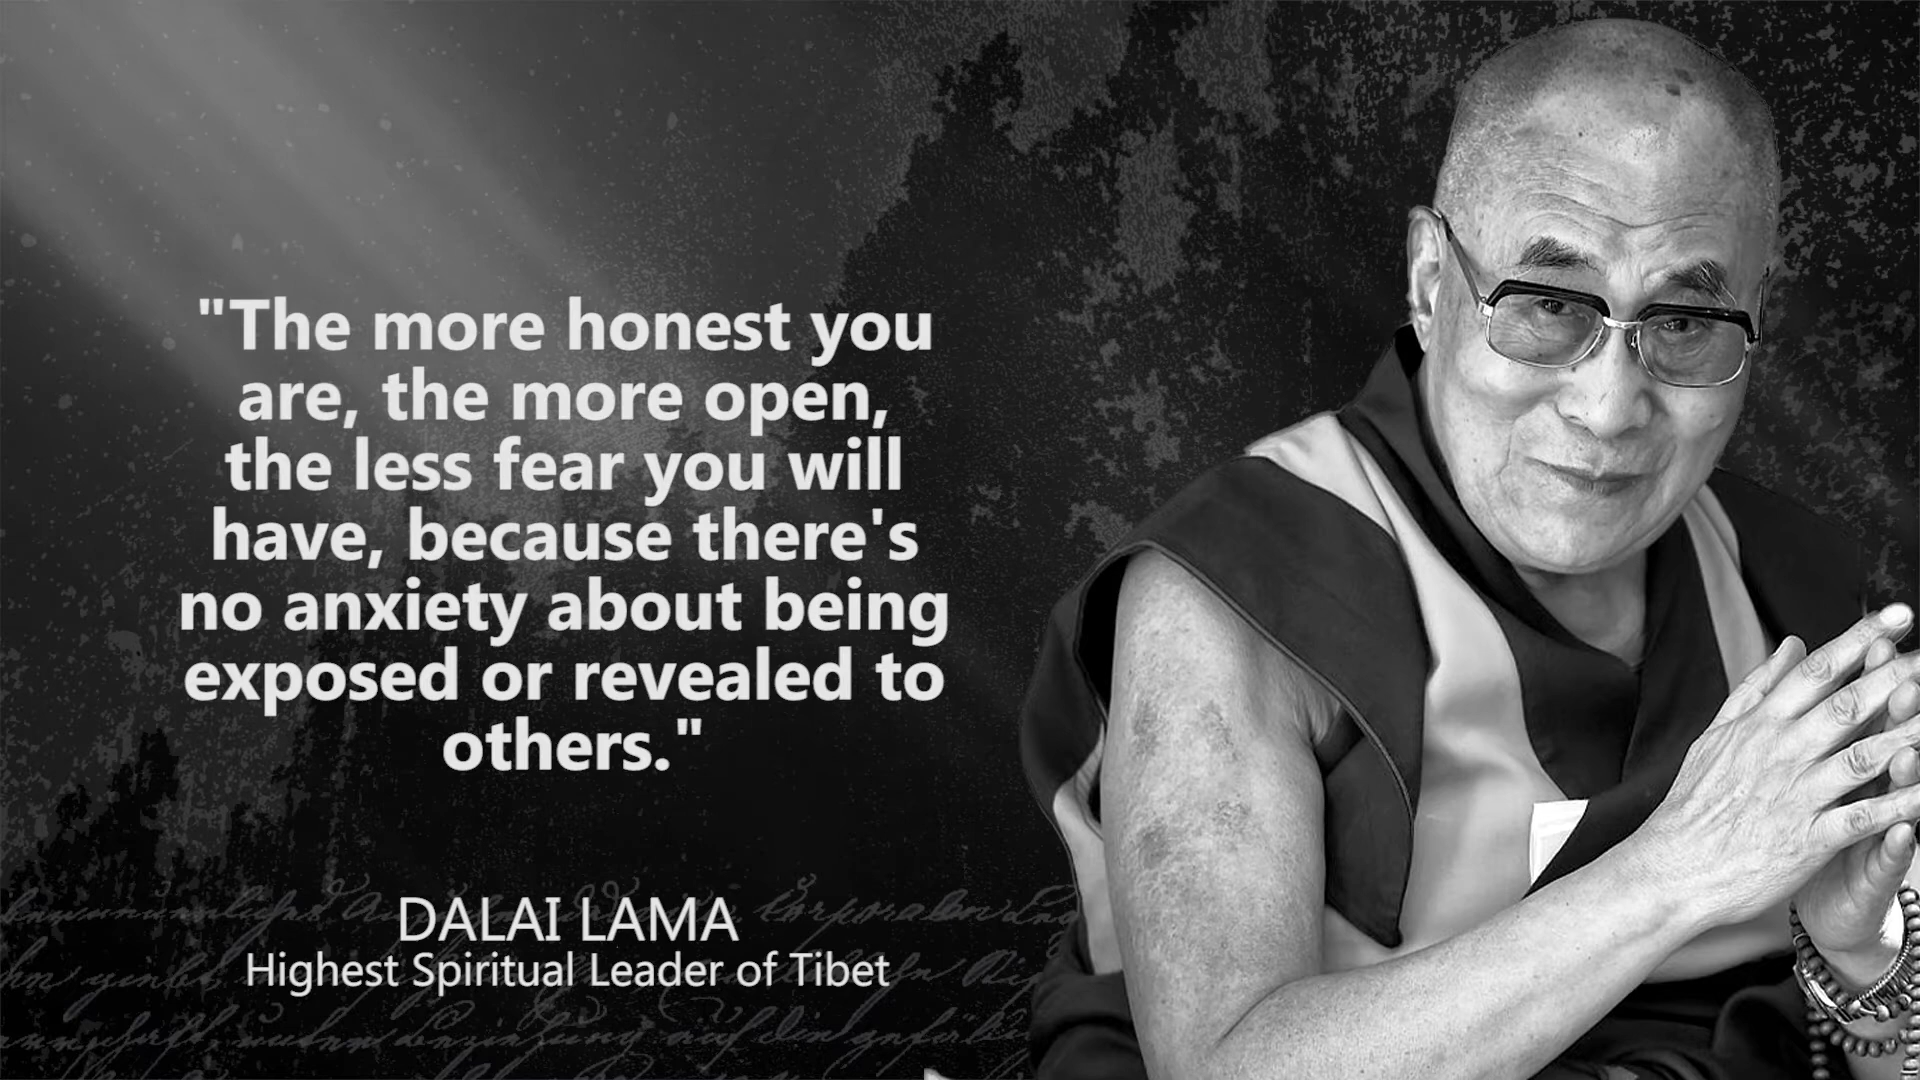 "The more honest you
are, the more open,
the less fear you will
have, because there's
no anxiety about being
exposed or revealed to
others."
DALAI LAMA
Highest Spiritual Leader of Tibet